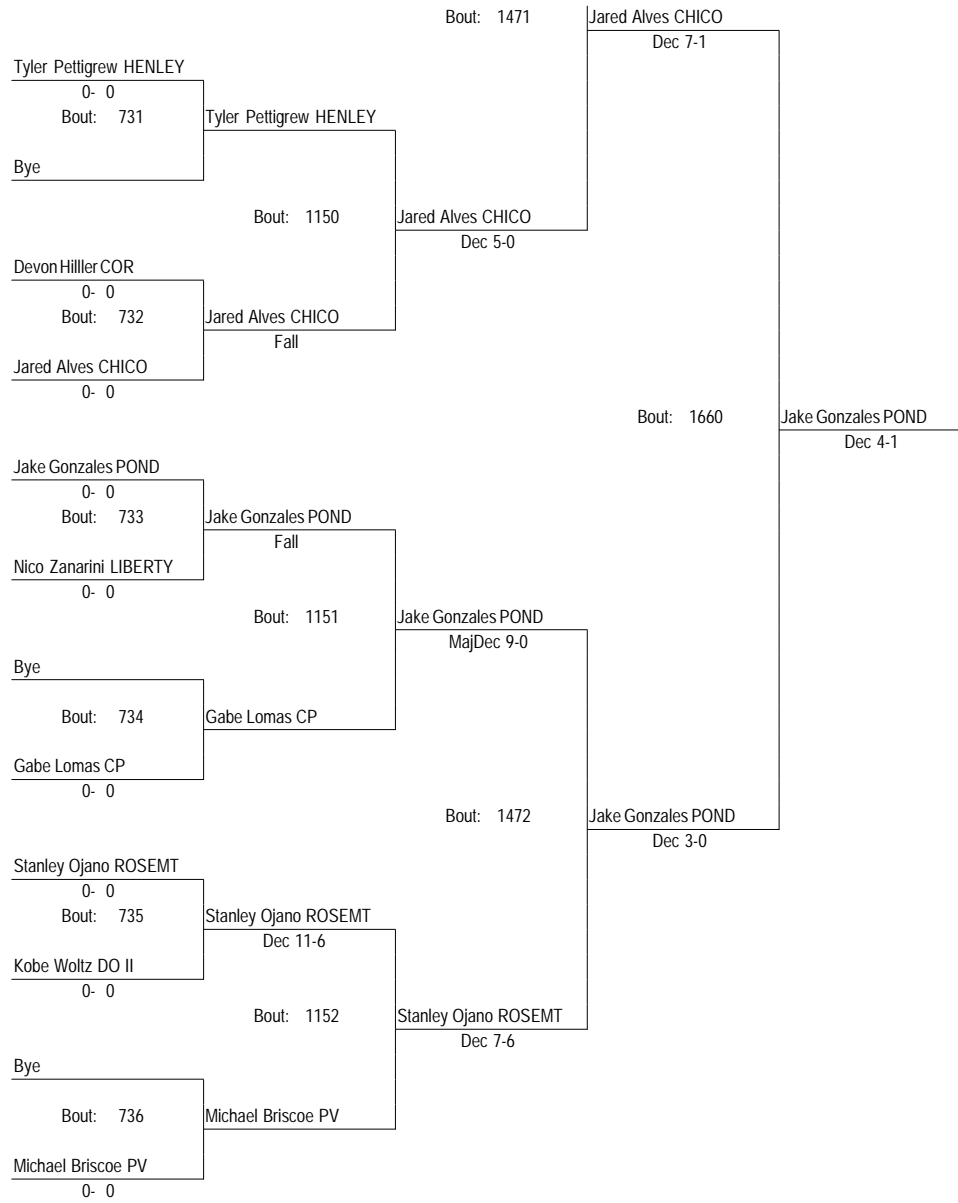 Bout: 1471 Jared Alves CHICO
Dec 7-1
Tyler Pettigrew HENLEY
0- 0
Bout: 731 Tyler Pettigrew HENLEY
Bye
Bout: 1150 Jared Alves CHICO
Dec 5-0
Devon Hilller COR
0- 0
Bout: 732 Jared Alves CHICO
Fall
Jared Alves CHICO
0- 0
Bout: 1660 Jake Gonzales POND
Dec 4-1
Jake Gonzales POND
0- 0
Bout: 733 Jake Gonzales POND
Fall
Nico Zanarini LIBERTY
0- 0
Bout: 1151 Jake Gonzales POND
MajDec 9-0
Bye
Bout: 734 Gabe Lomas CP
Gabe Lomas CP
0- 0
Bout: 1472 Jake Gonzales POND
Dec 3-0
Stanley Ojano ROSEMT
0- 0
Bout: 735 Stanley Ojano ROSEMT
Dec 11-6
Kobe Woltz DO II
0- 0
Bout: 1152 Stanley Ojano ROSEMT
Dec 7-6
Bye
Bout: 736 Michael Briscoe PV
Michael Briscoe PV
0- 0